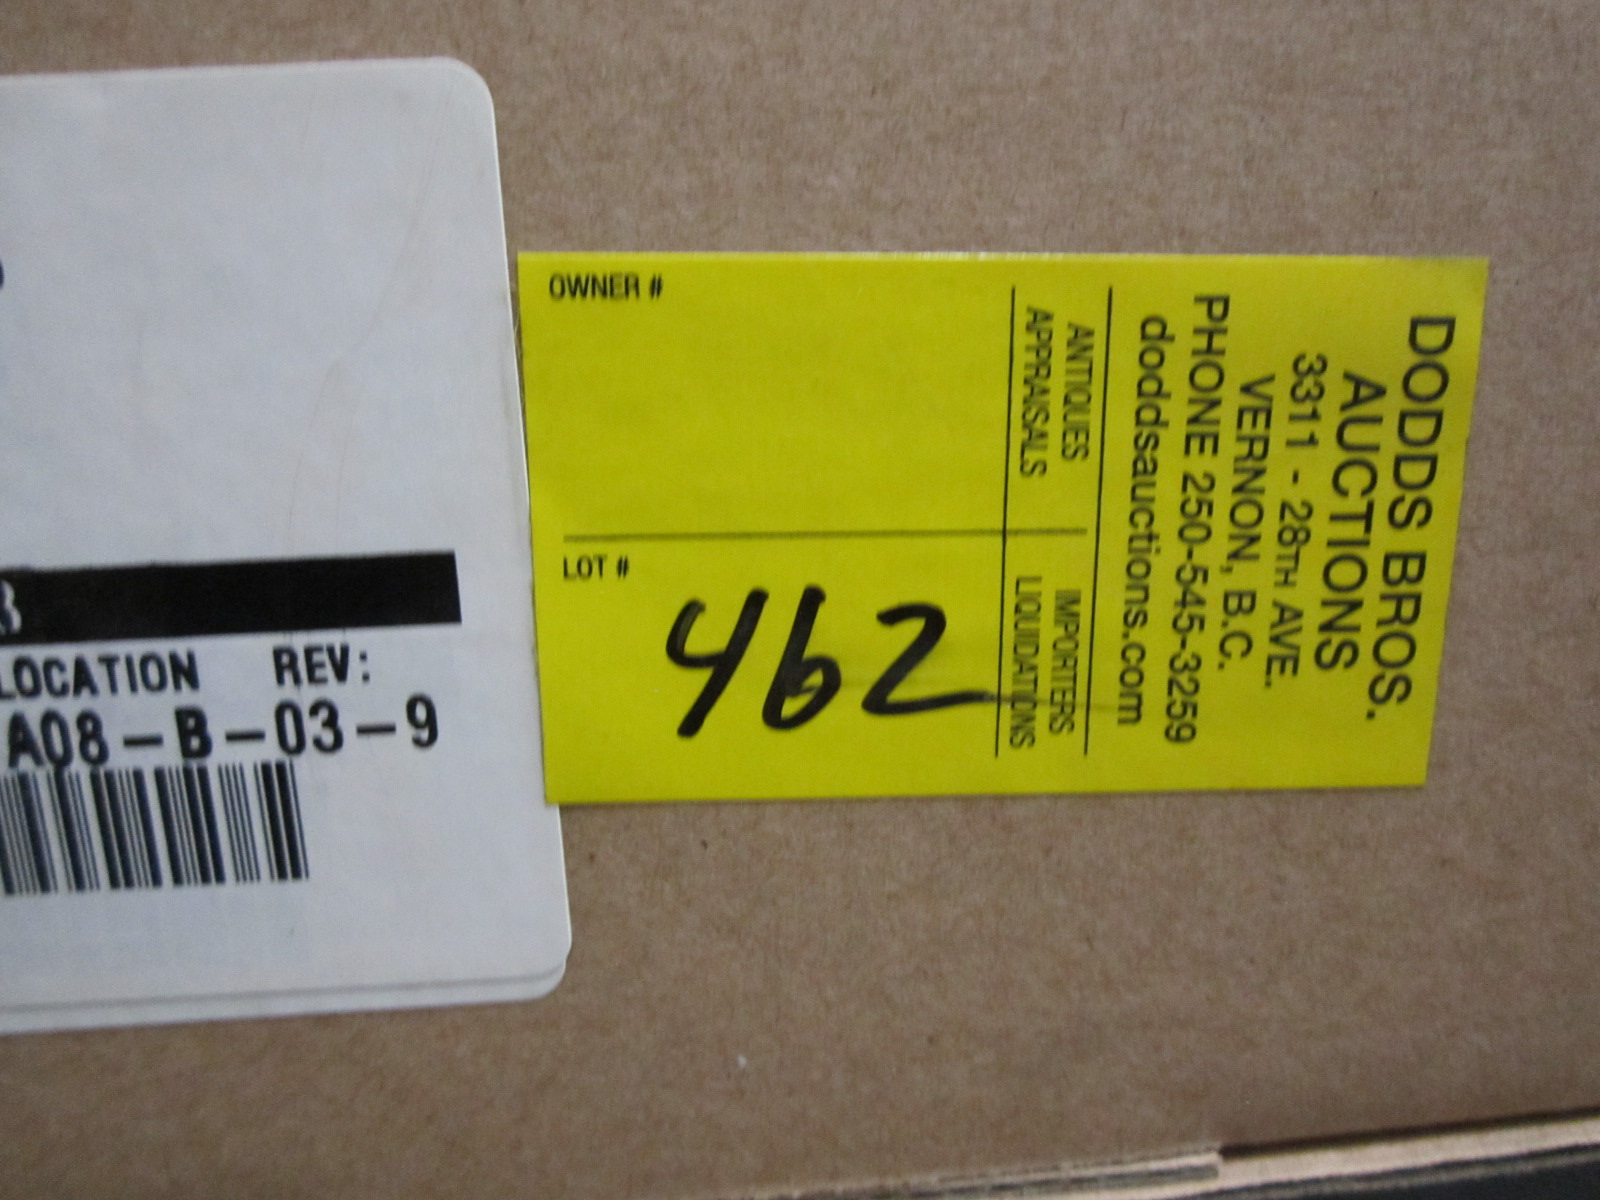 LOCATION REV:
A08-B-03-9
OWNER #
LOT #
462
DODDS BROS.
AUCTIONS
3311 - 28TH AVE.
VERNON, B.C.
PHONE 250-545-3259
doddsauctions.com
ANTIQUES IMPORTERS
APPRAISALS LIQUIDATIONS